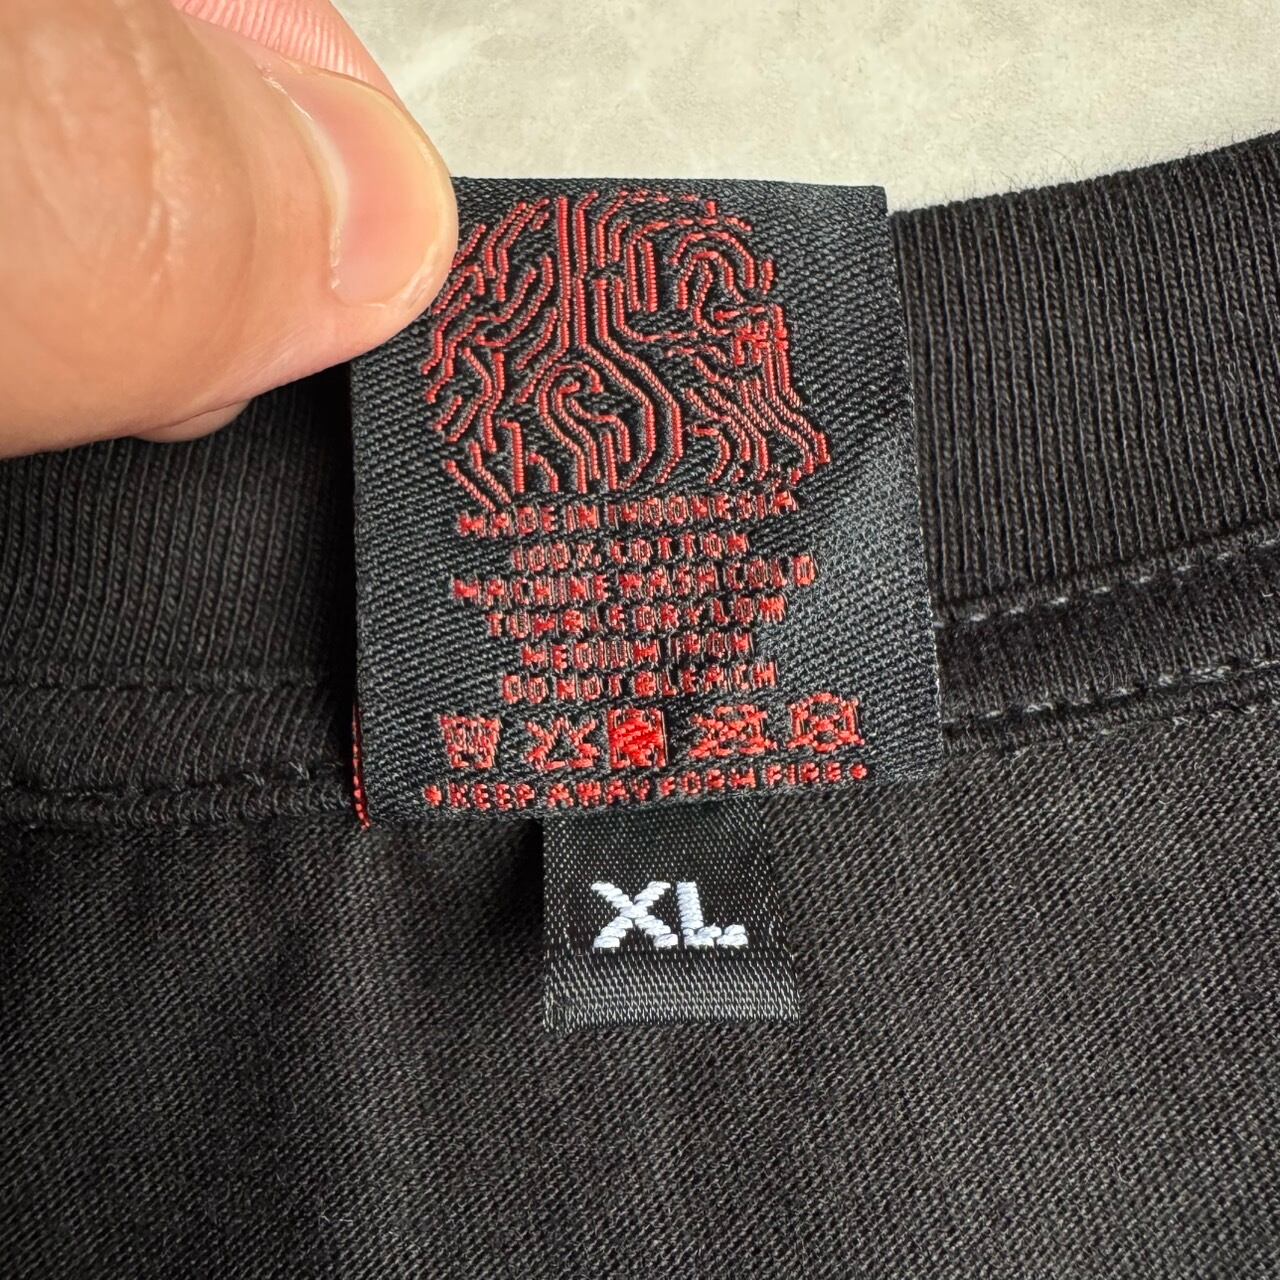 MADE IN INDONESIA
100% COTTON
MACHINE WASH COLD
TUMBLE DRY LOW
MEDIUM IRON
DO NOT BLEACH
KEEP AWAY FORM FIRE
XL